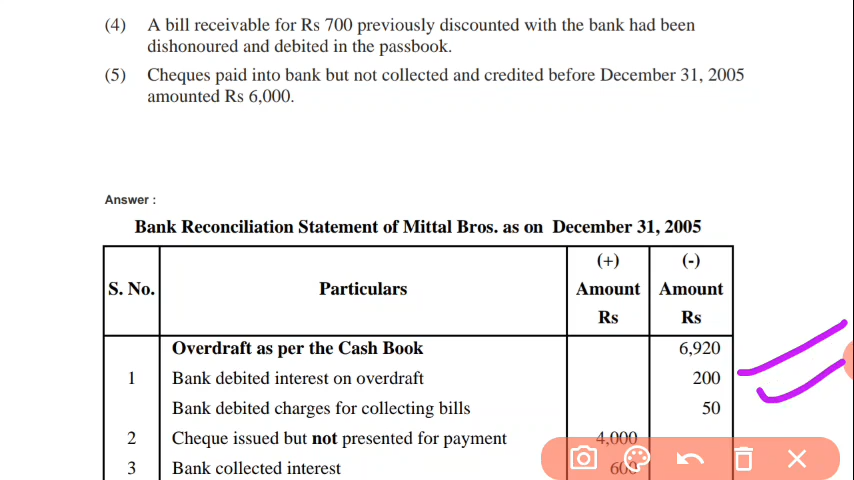 (4) A bill receivable for Rs 700 previously discounted with the bank had been
dishonoured and debited in the passbook.
(5) Cheques paid into bank but not collected and credited before December 31, 2005
amounted Rs 6,000.
Answer :
Bank Reconciliation Statement of Mittal Bros. as on December 31, 2005
S. No. Particulars (+) Amount Rs (-) Amount Rs
Overdraft as per the Cash Book 6,920
1 Bank debited interest on overdraft 200
Bank debited charges for collecting bills 50
2 Cheque issued but not presented for payment 4,000
3 Bank collected interest 600